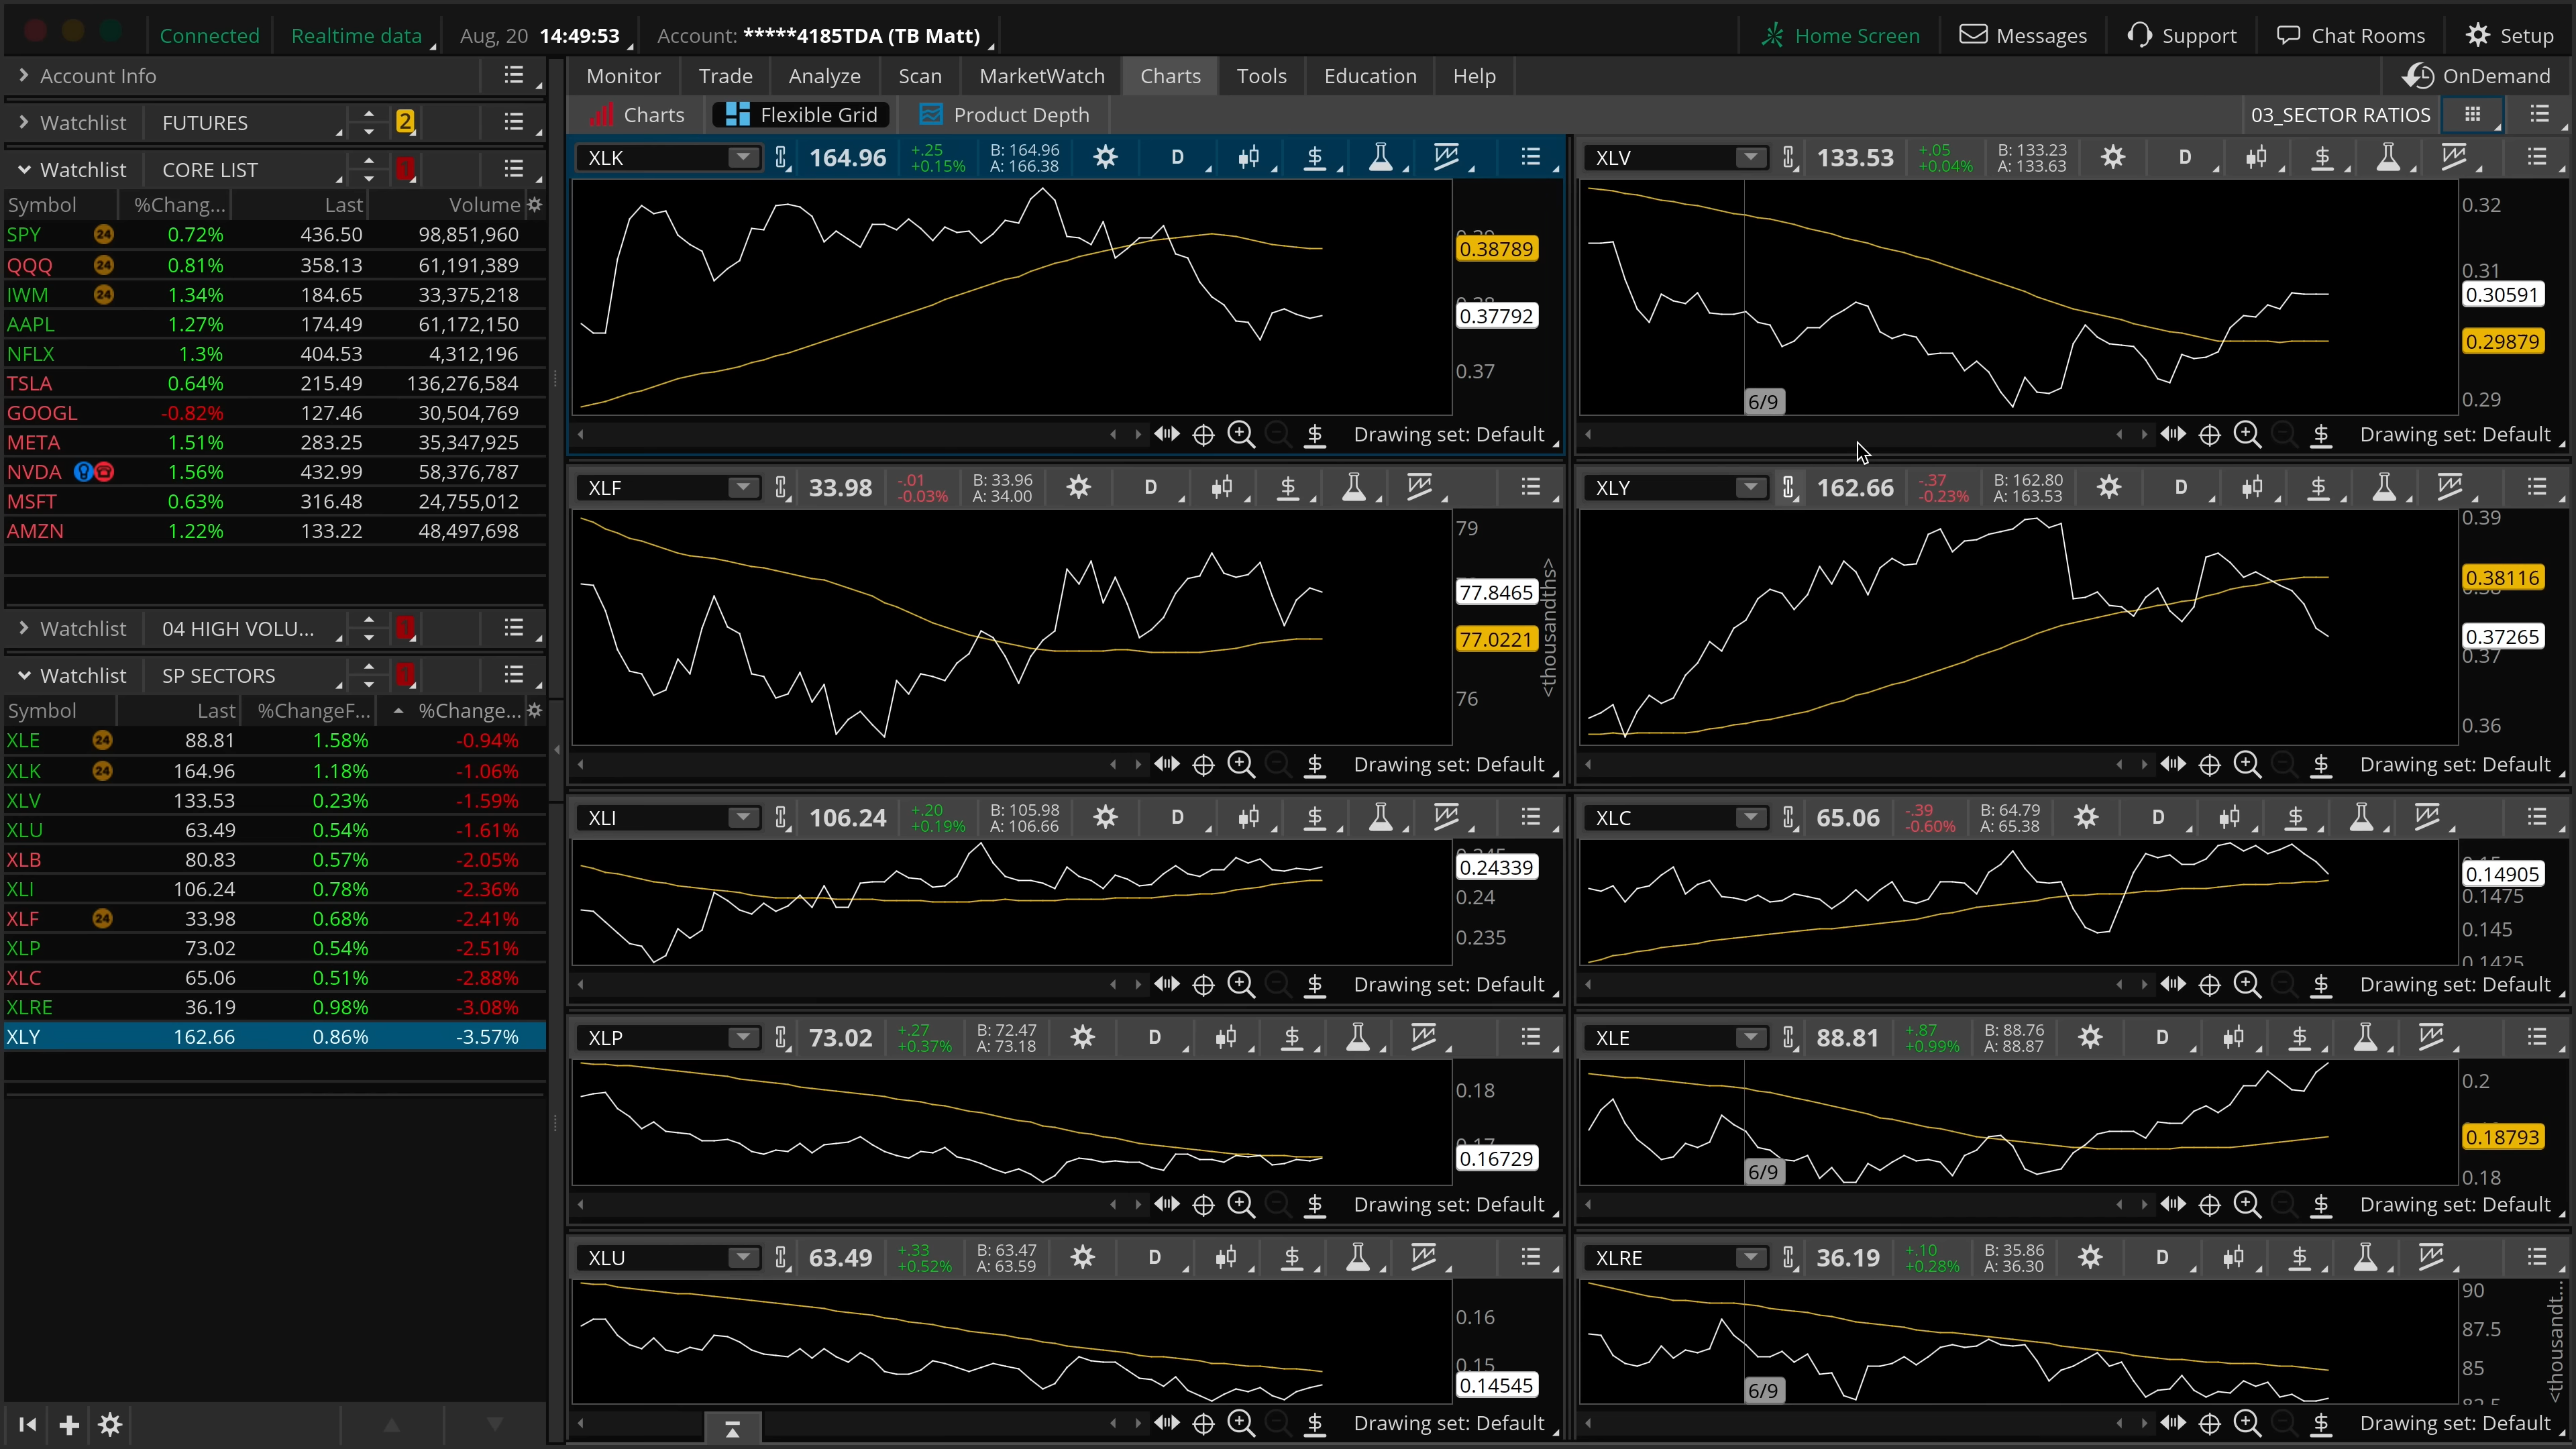 Connected Realtime data Aug, 20 14:49:53 Account: *****4185TDA (TB Matt) Home Screen Messages Support Chat Rooms Setup
Account Info
Monitor Trade Analyze Scan MarketWatch Charts Tools Education Help OnDemand
Watchlist FUTURES 2
Charts Flexible Grid Product Depth 03_SECTOR RATIOS
Watchlist CORE LIST 1
Symbol %Chang... Last Volume
SPY 24 0.72% 436.50 98,851,960
QQQ 24 0.81% 358.13 61,191,389
IWM 24 1.34% 184.65 33,375,218
AAPL 1.27% 174.49 61,172,150
NFLX 1.3% 404.53 4,312,196
TSLA 0.64% 215.49 136,276,584
GOOGL -0.82% 127.46 30,504,769
META 1.51% 283.25 35,347,925
NVDA 1.56% 432.99 58,376,787
MSFT 0.63% 316.48 24,755,012
AMZN 1.22% 133.22 48,497,698
Watchlist 04 HIGH VOLU... 1
Watchlist SP SECTORS 1
Symbol Last %ChangeF... %Change...
XLE 24 88.81 1.58% -0.94%
XLK 24 164.96 1.18% -1.06%
XLV 133.53 0.23% -1.59%
XLU 63.49 0.54% -1.61%
XLB 80.83 0.57% -2.05%
XLI 106.24 0.78% -2.36%
XLF 24 33.98 0.68% -2.41%
XLP 73.02 0.54% -2.51%
XLC 65.06 0.51% -2.88%
XLRE 36.19 0.98% -3.08%
XLY 162.66 0.86% -3.57%
XLK 164.96 +.25 +0.15% B: 164.96 A: 166.38 D
0.38789
0.37792
0.37
Drawing set: Default
XLV 133.53 +.05 +0.04% B: 133.23 A: 133.63 D
0.32
0.31
0.30591
0.29879
0.29
6/9
Drawing set: Default
XLF 33.98 -.01 -0.03% B: 33.96 A: 34.00 D
79
77.8465
77.0221
76
<thousandths>
Drawing set: Default
XLY 162.66 -.37 -0.23% B: 162.80 A: 163.53 D
0.39
0.38116
0.37265
0.37
0.36
Drawing set: Default
XLI 106.24 +.20 +0.19% B: 105.98 A: 106.66 D
0.24339
0.24
0.235
Drawing set: Default
XLC 65.06 -.39 -0.60% B: 64.79 A: 65.38 D
0.14905
0.1475
0.145
0.1425
Drawing set: Default
XLP 73.02 +.27 +0.37% B: 72.47 A: 73.18 D
0.18
0.16729
Drawing set: Default
XLE 88.81 +.87 +0.99% B: 88.76 A: 88.87 D
0.2
0.18793
0.18
6/9
Drawing set: Default
XLU 63.49 +.33 +0.52% B: 63.47 A: 63.59 D
0.16
0.15
0.14545
Drawing set: Default
XLRE 36.19 +.10 +0.28% B: 35.86 A: 36.30 D
90
87.5
85
<thousandt...
6/9
Drawing set: Default